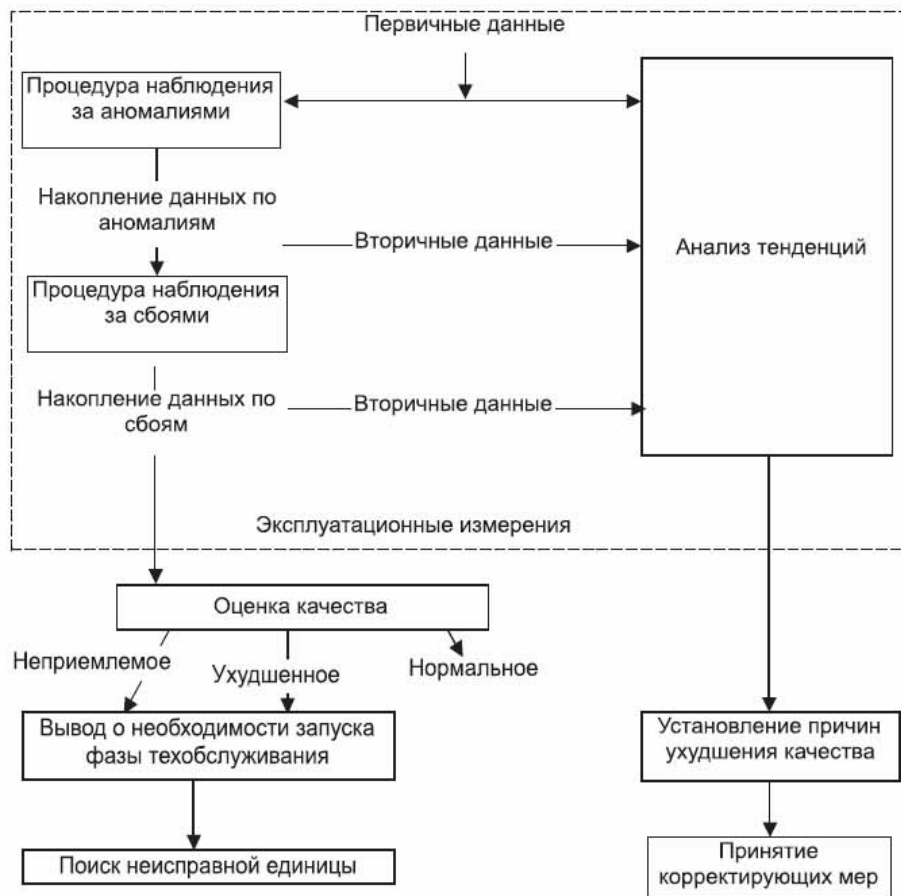 Первичные данные
Процедура наблюдения
за аномалиями
Накопление данных по
аномалиям
Вторичные данные
Анализ тенденций
Процедура наблюдения
за сбоями
Накопление данных по
сбоям
Вторичные данные
Эксплуатационные измерения
Оценка качества
Неприемлемое
Ухудшенное
Нормальное
Вывод о необходимости запуска
фазы техобслуживания
Установление причин
ухудшения качества
Поиск неисправной единицы
Принятие
корректирующих мер